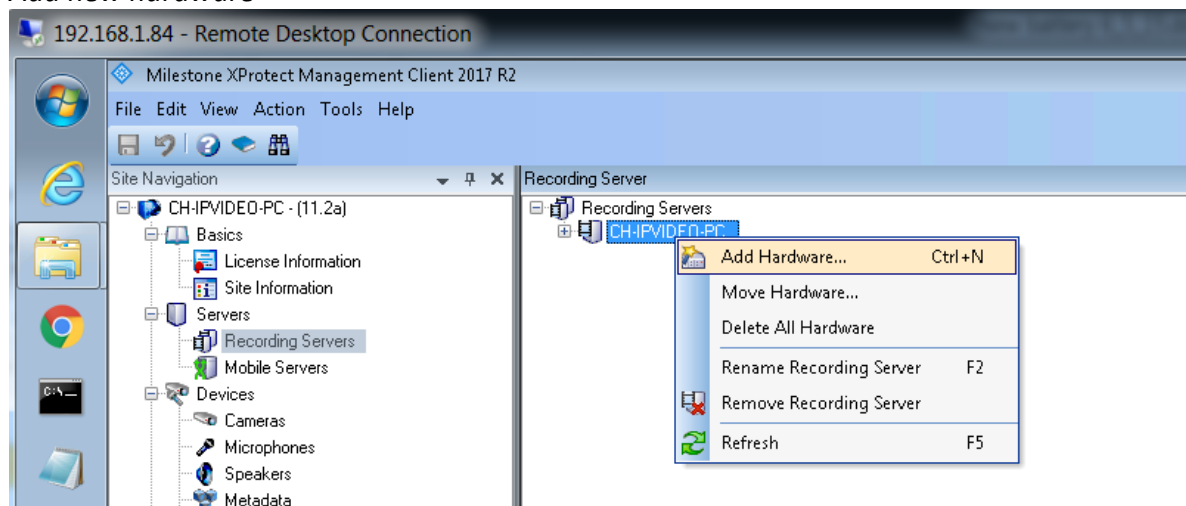 192.168.1.84 - Remote Desktop Connection
Milestone XProtect Management Client 2017 R2
File Edit View Action Tools Help
Site Navigation
Recording Server
CH-IPVIDEO-PC - (11.2a)
Basics
License Information
Site Information
Servers
Recording Servers
Mobile Servers
Devices
Cameras
Microphones
Speakers
Metadata
Recording Servers
CH-IPVIDEO-PC
Add Hardware... Ctrl+N
Move Hardware...
Delete All Hardware
Rename Recording Server F2
Remove Recording Server
Refresh F5
C:\_